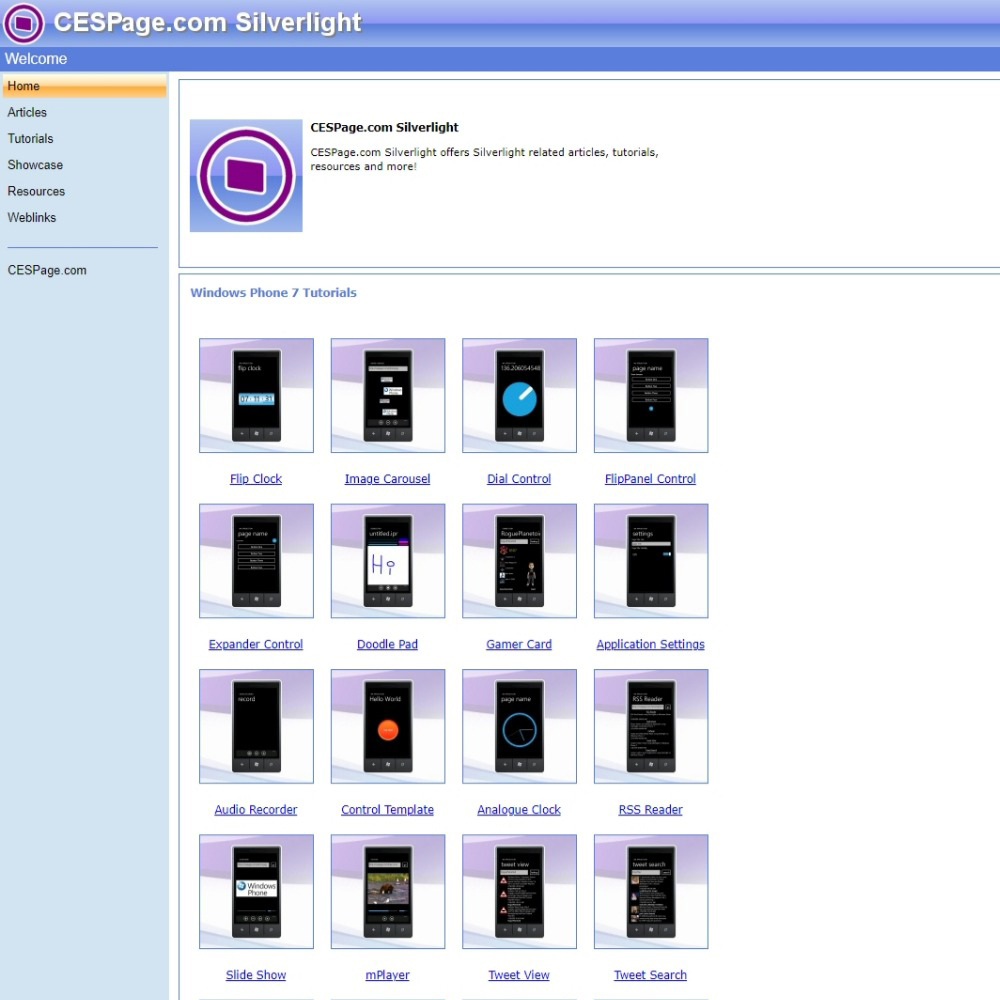 CESPage.com Silverlight
Welcome
Home
Articles
Tutorials
Showcase
Resources
Weblinks
CESPage.com
CESPage.com Silverlight
CESPage.com Silverlight offers Silverlight related articles, tutorials,
resources and more!
Windows Phone 7 Tutorials
flip clock
136.206054548
page name
Flip Clock
Image Carousel
Dial Control
FlipPanel Control
page name
untitled.ipr
Hi
settings
Expander Control
Doodle Pad
Gamer Card
Application Settings
record
Hello World
page name
RSS Reader
Audio Recorder
Control Template
Analogue Clock
RSS Reader
Windows
Phone
tweet view
tweet search
Slide Show
mPlayer
Tweet View
Tweet Search